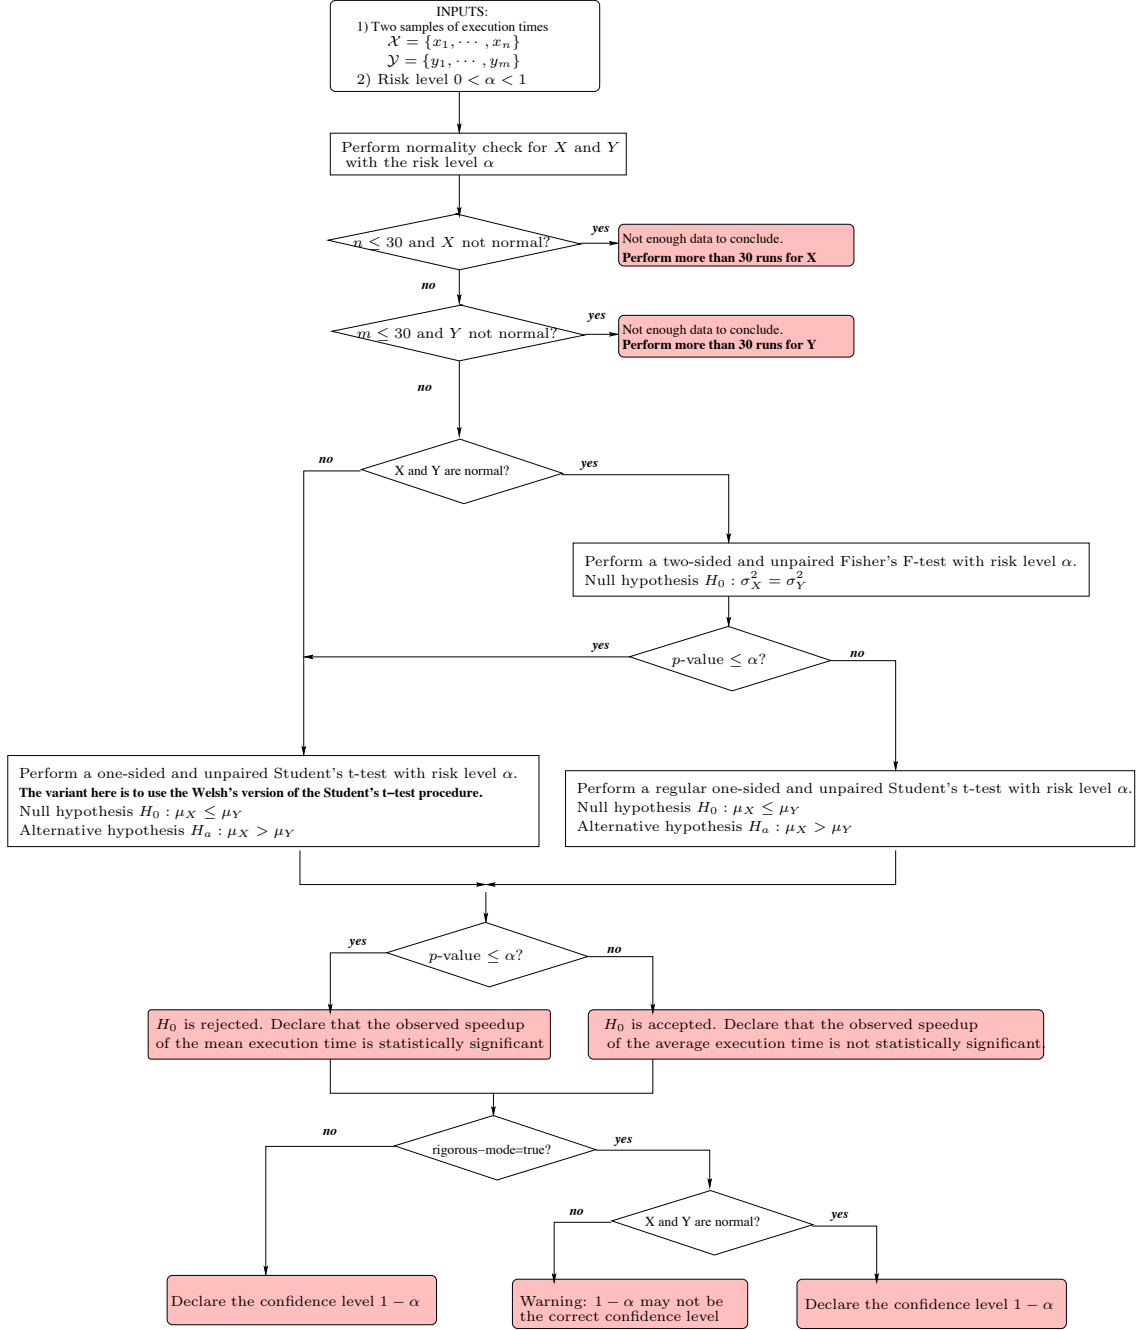 INPUTS:
1) Two samples of execution times
𝒳 = {x₁, ⋯ , xₙ}
𝒴 = {y₁, ⋯ , yₘ}
2) Risk level 0 < α < 1
Perform normality check for X and Y
with the risk level α
n ≤ 30 and X not normal?
yes
Not enough data to conclude.
Perform more than 30 runs for X
no
m ≤ 30 and Y not normal?
yes
Not enough data to conclude.
Perform more than 30 runs for Y
no
X and Y are normal?
no
yes
Perform a two-sided and unpaired Fisher's F-test with risk level α.
Null hypothesis H₀ : σ²_X = σ²_Y
p-value ≤ α?
yes
no
Perform a one-sided and unpaired Student's t-test with risk level α.
The variant here is to use the Welsh's version of the Student's t−test procedure.
Null hypothesis H₀ : μ_X ≤ μ_Y
Alternative hypothesis Hₐ : μ_X > μ_Y
Perform a regular one-sided and unpaired Student's t-test with risk level α.
Null hypothesis H₀ : μ_X ≤ μ_Y
Alternative hypothesis Hₐ : μ_X > μ_Y
p-value ≤ α?
yes
no
H₀ is rejected. Declare that the observed speedup
of the mean execution time is statistically significant
H₀ is accepted. Declare that the observed speedup
of the average execution time is not statistically significant.
rigorous−mode=true?
no
yes
X and Y are normal?
no
yes
Declare the confidence level 1 − α
Warning: 1 − α may not be
the correct confidence level
Declare the confidence level 1 − α